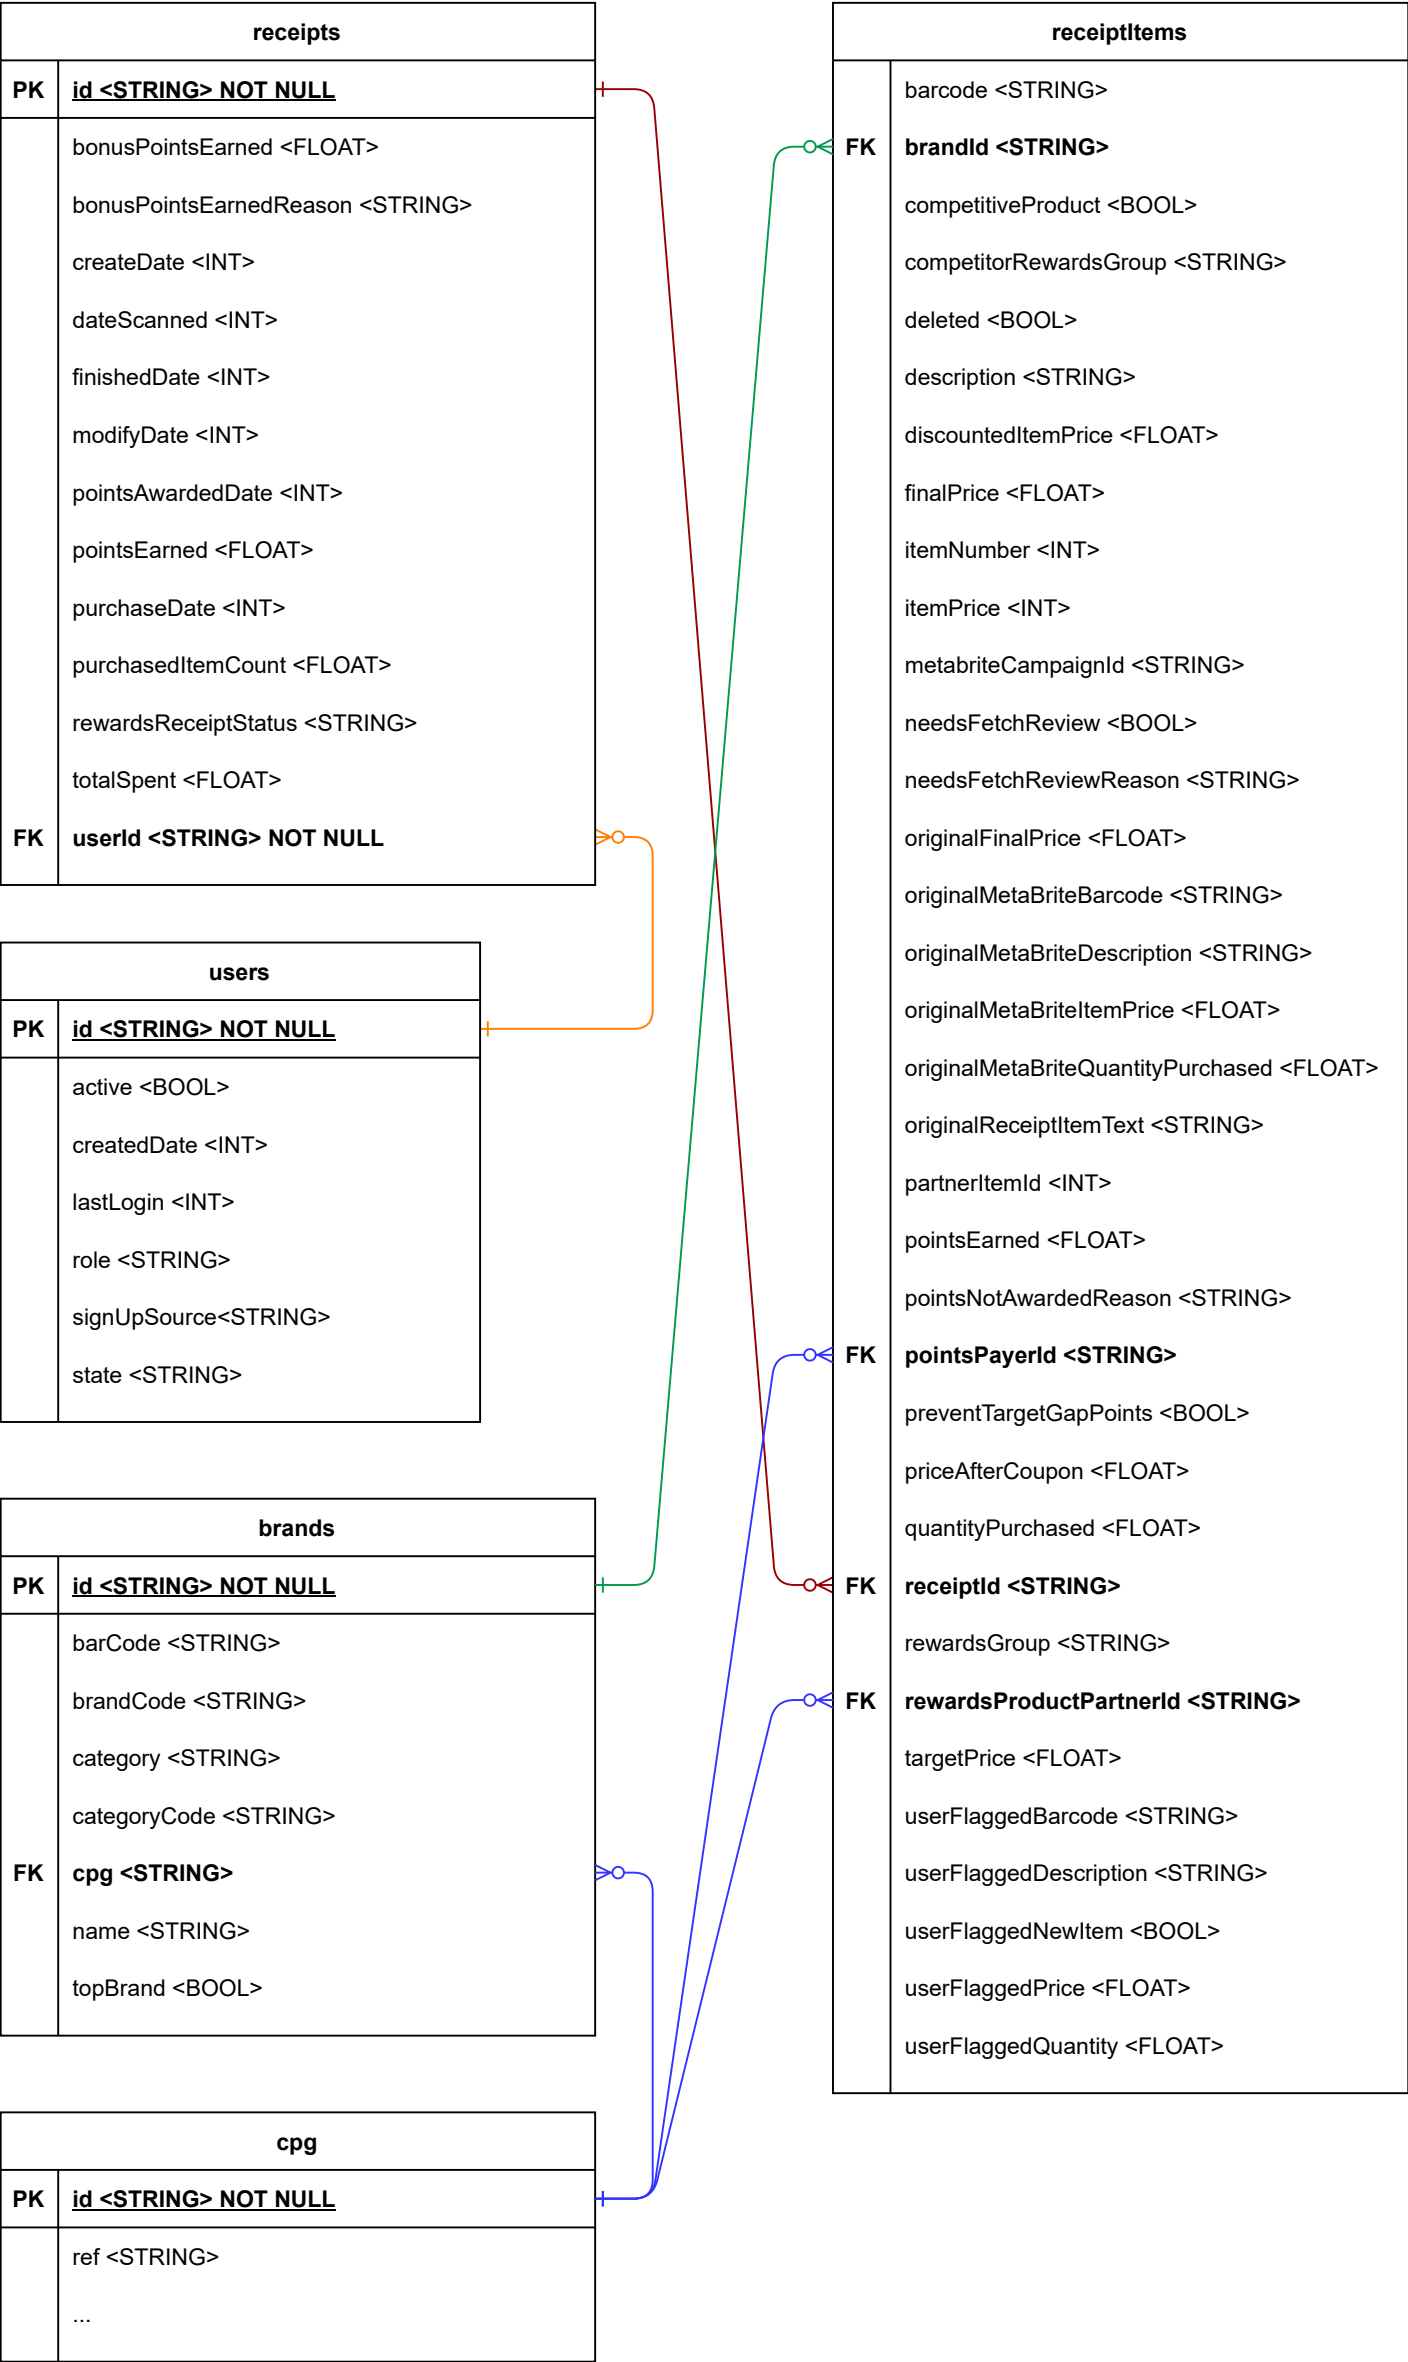 receipts
PK id <STRING> NOT NULL
bonusPointsEarned <FLOAT>
bonusPointsEarnedReason <STRING>
createDate <INT>
dateScanned <INT>
finishedDate <INT>
modifyDate <INT>
pointsAwardedDate <INT>
pointsEarned <FLOAT>
purchaseDate <INT>
purchasedItemCount <FLOAT>
rewardsReceiptStatus <STRING>
totalSpent <FLOAT>
FK userId <STRING> NOT NULL
users
PK id <STRING> NOT NULL
active <BOOL>
createdDate <INT>
lastLogin <INT>
role <STRING>
signUpSource<STRING>
state <STRING>
brands
PK id <STRING> NOT NULL
barCode <STRING>
brandCode <STRING>
category <STRING>
categoryCode <STRING>
FK cpg <STRING>
name <STRING>
topBrand <BOOL>
cpg
PK id <STRING> NOT NULL
ref <STRING>
...
receiptItems
barcode <STRING>
FK brandId <STRING>
competitiveProduct <BOOL>
competitorRewardsGroup <STRING>
deleted <BOOL>
description <STRING>
discountedItemPrice <FLOAT>
finalPrice <FLOAT>
itemNumber <INT>
itemPrice <INT>
metabriteCampaignId <STRING>
needsFetchReview <BOOL>
needsFetchReviewReason <STRING>
originalFinalPrice <FLOAT>
originalMetaBriteBarcode <STRING>
originalMetaBriteDescription <STRING>
originalMetaBriteItemPrice <FLOAT>
originalMetaBriteQuantityPurchased <FLOAT>
originalReceiptItemText <STRING>
partnerItemId <INT>
pointsEarned <FLOAT>
pointsNotAwardedReason <STRING>
FK pointsPayerId <STRING>
preventTargetGapPoints <BOOL>
priceAfterCoupon <FLOAT>
quantityPurchased <FLOAT>
FK receiptId <STRING>
rewardsGroup <STRING>
FK rewardsProductPartnerId <STRING>
targetPrice <FLOAT>
userFlaggedBarcode <STRING>
userFlaggedDescription <STRING>
userFlaggedNewItem <BOOL>
userFlaggedPrice <FLOAT>
userFlaggedQuantity <FLOAT>